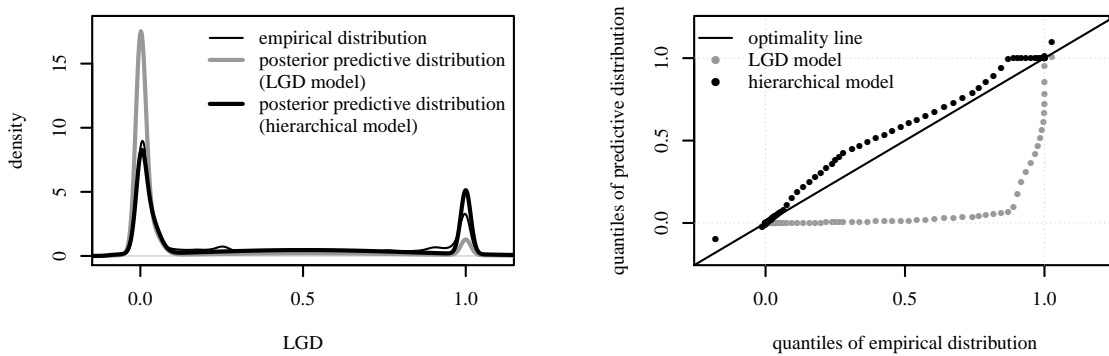 empirical distribution
posterior predictive distribution
(LGD model)
posterior predictive distribution
(hierarchical model)
density
0
5
10
15
0.0
0.5
1.0
LGD
optimality line
LGD model
hierarchical model
quantiles of predictive distribution
0.0
0.5
1.0
0.0
0.5
1.0
quantiles of empirical distribution